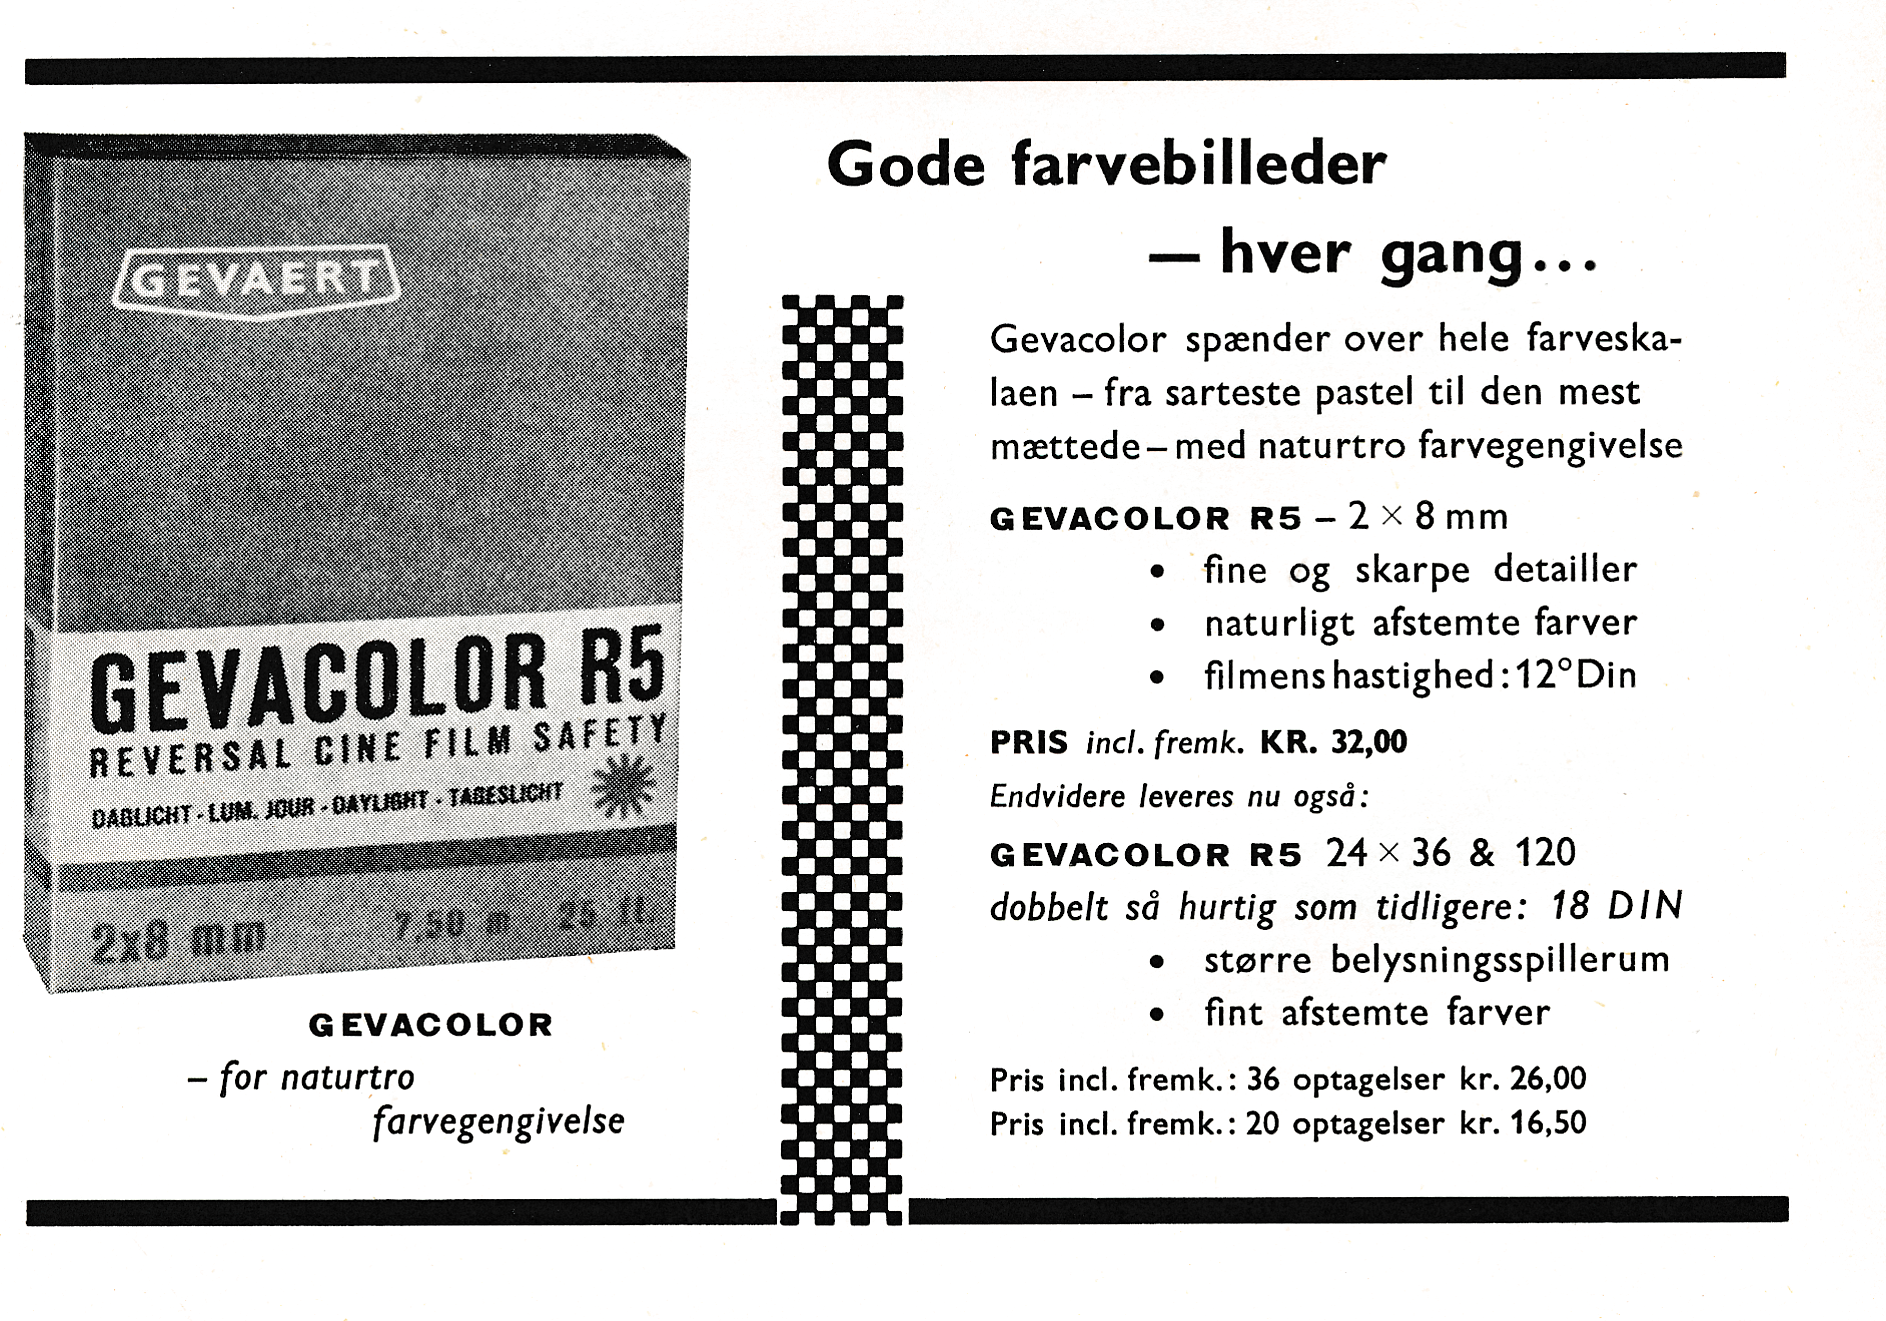 GEVAERT
GEVACOLOR R5
REVERSAL CINE FILM SAFETY
DAGLICHT - LUM. JOUR - DAYLIGHT - TAGESLICHT
2x8 mm 7,50 m 25 ft.
GEVACOLOR
– for naturtro
farvegengivelse
Gode farvebilleder
— hver gang...
Gevacolor spænder over hele farveska-
laen – fra sarteste pastel til den mest
mættede – med naturtro farvegengivelse
GEVACOLOR R5 – 2 × 8 mm
• fine og skarpe detailler
• naturligt afstemte farver
• filmens hastighed: 12° Din
PRIS incl. fremk. KR. 32,00
Endvidere leveres nu også:
GEVACOLOR R5 24 × 36 & 120
dobbelt så hurtig som tidligere: 18 DIN
• større belysningsspillerum
• fint afstemte farver
Pris incl. fremk.: 36 optagelser kr. 26,00
Pris incl. fremk.: 20 optagelser kr. 16,50